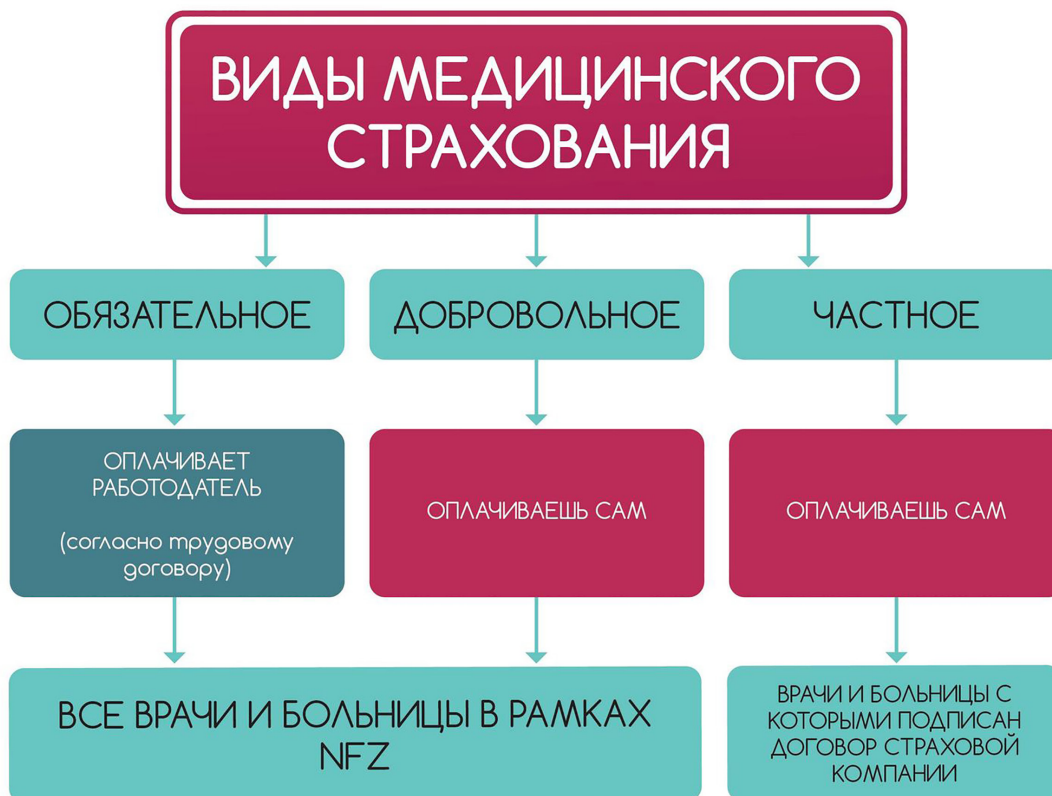 ВИДЫ МЕДИЦИНСКОГО
СТРАХОВАНИЯ
ОБЯЗАТЕЛЬНОЕ
ДОБРОВОЛЬНОЕ
ЧАСТНОЕ
ОПЛАЧИВАЕТ
РАБОТОДАТЕЛЬ
(согласно трудовому
договору)
ОПЛАЧИВАЕШЬ САМ
ОПЛАЧИВАЕШЬ САМ
ВСЕ ВРАЧИ И БОЛЬНИЦЫ В РАМКАХ
NFZ
ВРАЧИ И БОЛЬНИЦЫ С
КОТОРЫМИ ПОДПИСАН
ДОГОВОР СТРАХОВОЙ
КОМПАНИИ